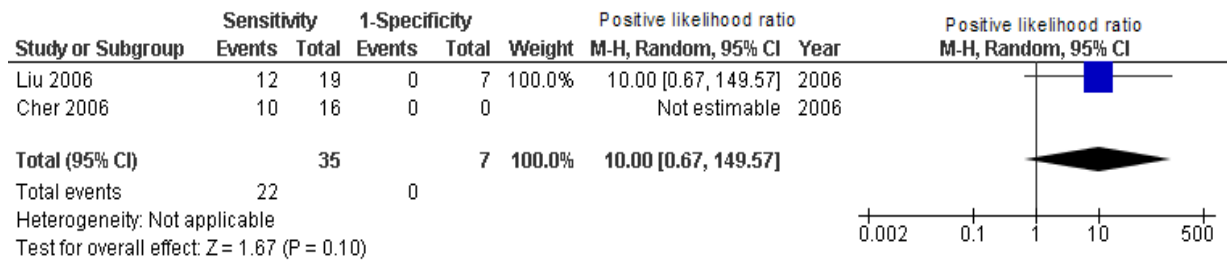 Sensitivity 1-Specificity Positive likelihood ratio Positive likelihood ratio
Study or Subgroup Events Total Events Total Weight M-H, Random, 95% CI Year M-H, Random, 95% CI
Liu 2006 12 19 0 7 100.0% 10.00 [0.67, 149.57] 2006
Cher 2006 10 16 0 0 Not estimable 2006
Total (95% CI) 35 7 100.0% 10.00 [0.67, 149.57]
Total events 22 0
Heterogeneity: Not applicable
Test for overall effect: Z = 1.67 (P = 0.10)
0.002 0.1 1 10 500